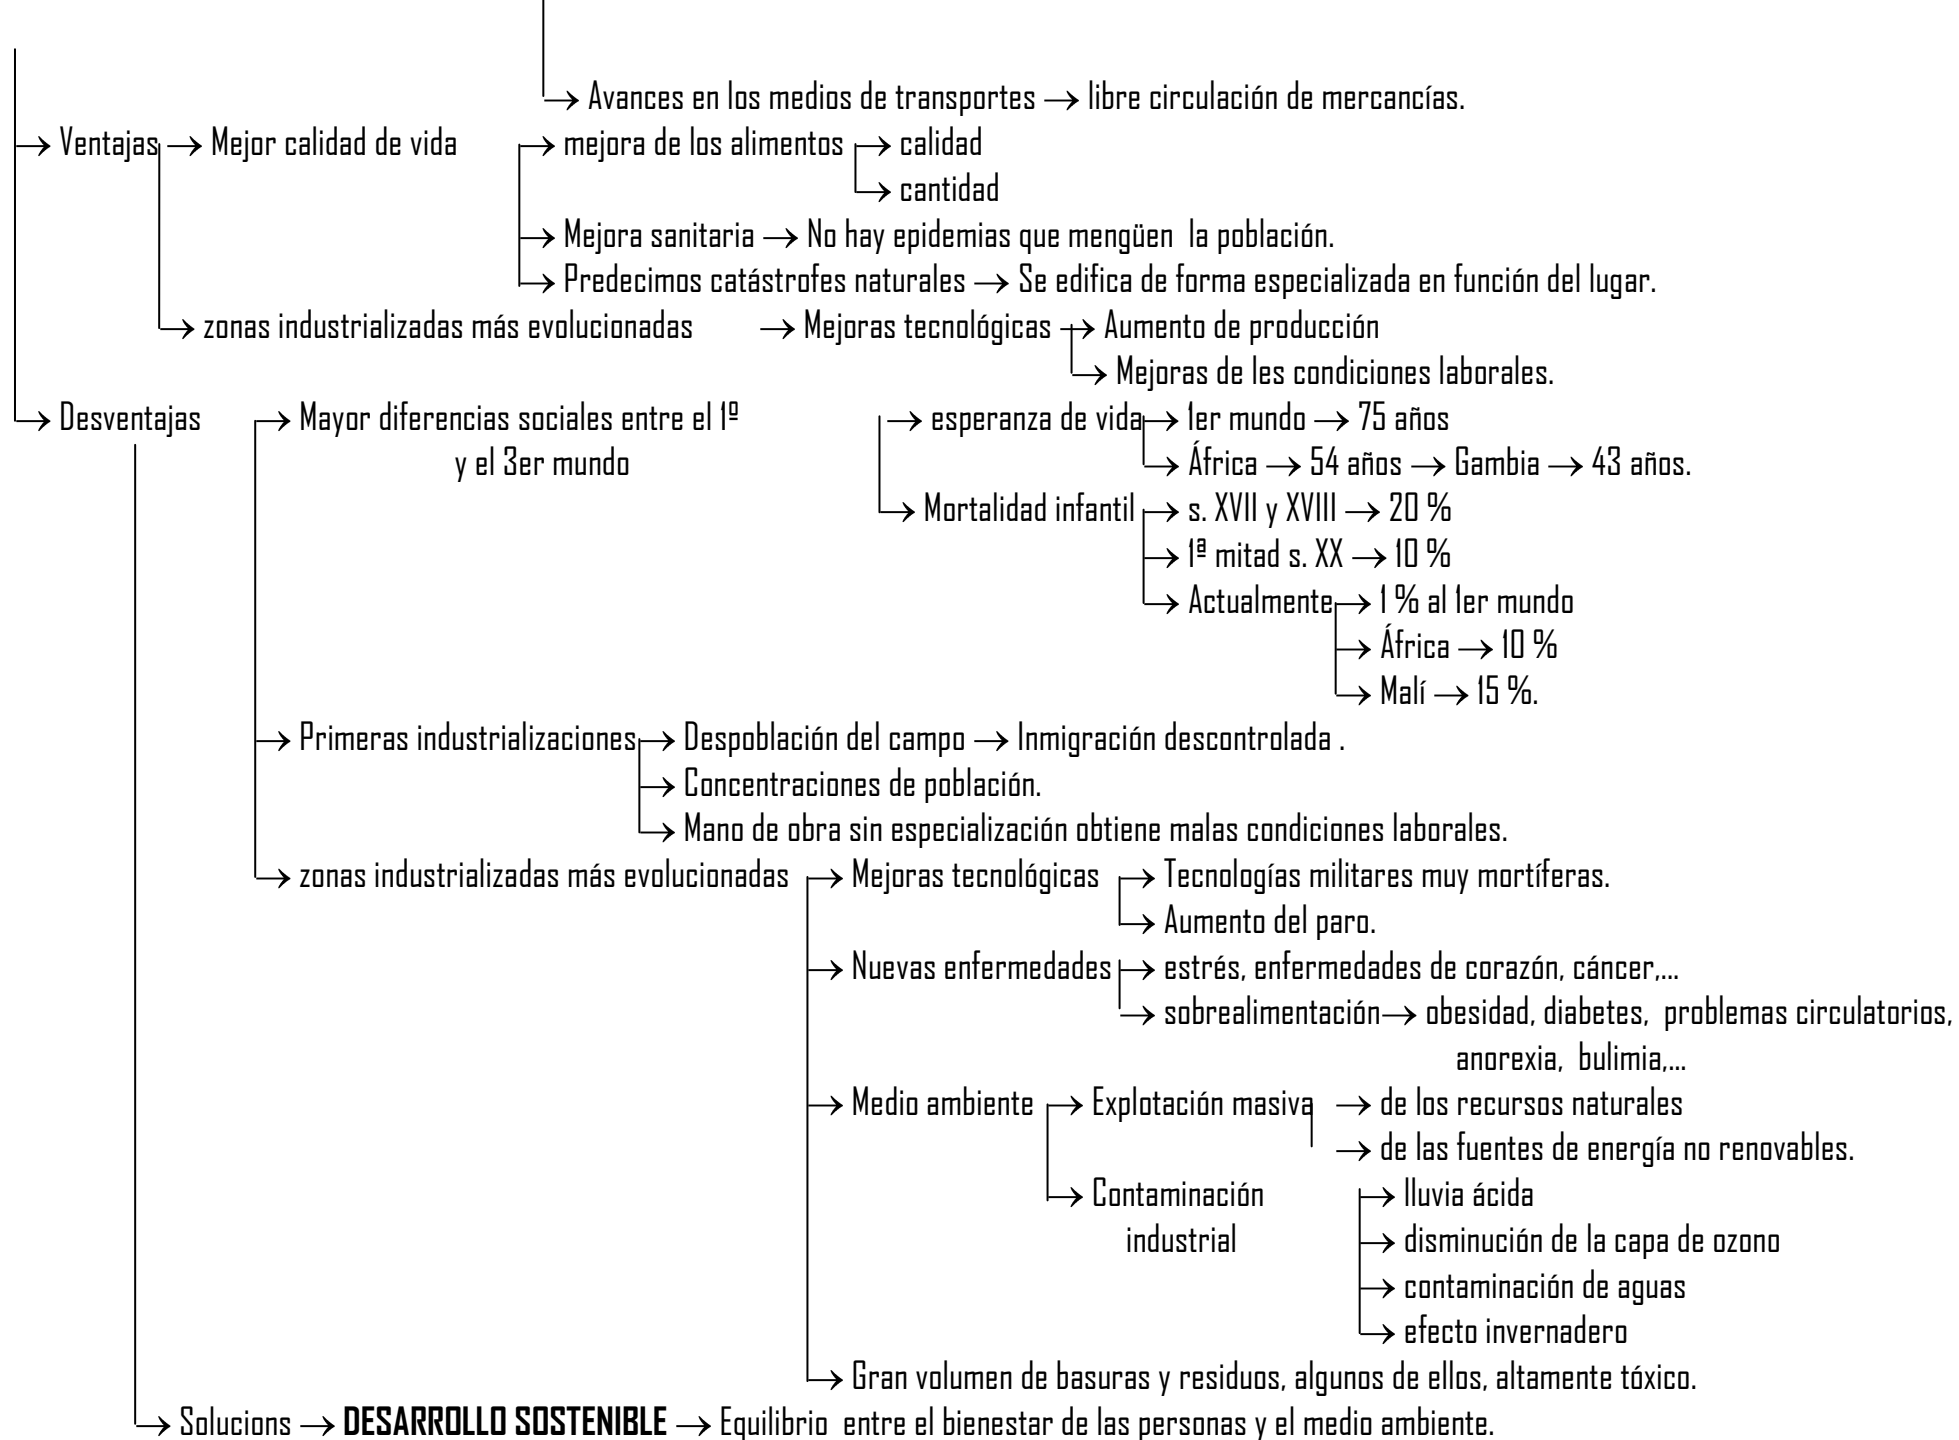 → Avances en los medios de transportes → libre circulación de mercancías.
→ Ventajas → Mejor calidad de vida → mejora de los alimentos → calidad
→ cantidad
→ Mejora sanitaria → No hay epidemias que mengüen la población.
→ Predecimos catástrofes naturales → Se edifica de forma especializada en función del lugar.
→ zonas industrializadas más evolucionadas → Mejoras tecnológicas → Aumento de producción
→ Mejoras de les condiciones laborales.
→ Desventajas → Mayor diferencias sociales entre el 1º → esperanza de vida → 1er mundo → 75 años
y el 3er mundo → África → 54 años → Gambia → 43 años.
→ Mortalidad infantil → s. XVII y XVIII → 20 %
→ 1ª mitad s. XX → 10 %
→ Actualmente → 1 % al 1er mundo
→ África → 10 %
→ Malí → 15 %.
→ Primeras industrializaciones → Despoblación del campo → Inmigración descontrolada .
→ Concentraciones de población.
→ Mano de obra sin especialización obtiene malas condiciones laborales.
→ zonas industrializadas más evolucionadas → Mejoras tecnológicas → Tecnologías militares muy mortíferas.
→ Aumento del paro.
→ Nuevas enfermedades → estrés, enfermedades de corazón, cáncer,...
→ sobrealimentación → obesidad, diabetes, problemas circulatorios,
anorexia, bulimia,...
→ Medio ambiente → Explotación masiva → de los recursos naturales
→ de las fuentes de energía no renovables.
→ Contaminación → lluvia ácida
industrial → disminución de la capa de ozono
→ contaminación de aguas
→ efecto invernadero
→ Gran volumen de basuras y residuos, algunos de ellos, altamente tóxico.
→ Solucions → DESARROLLO SOSTENIBLE → Equilibrio entre el bienestar de las personas y el medio ambiente.